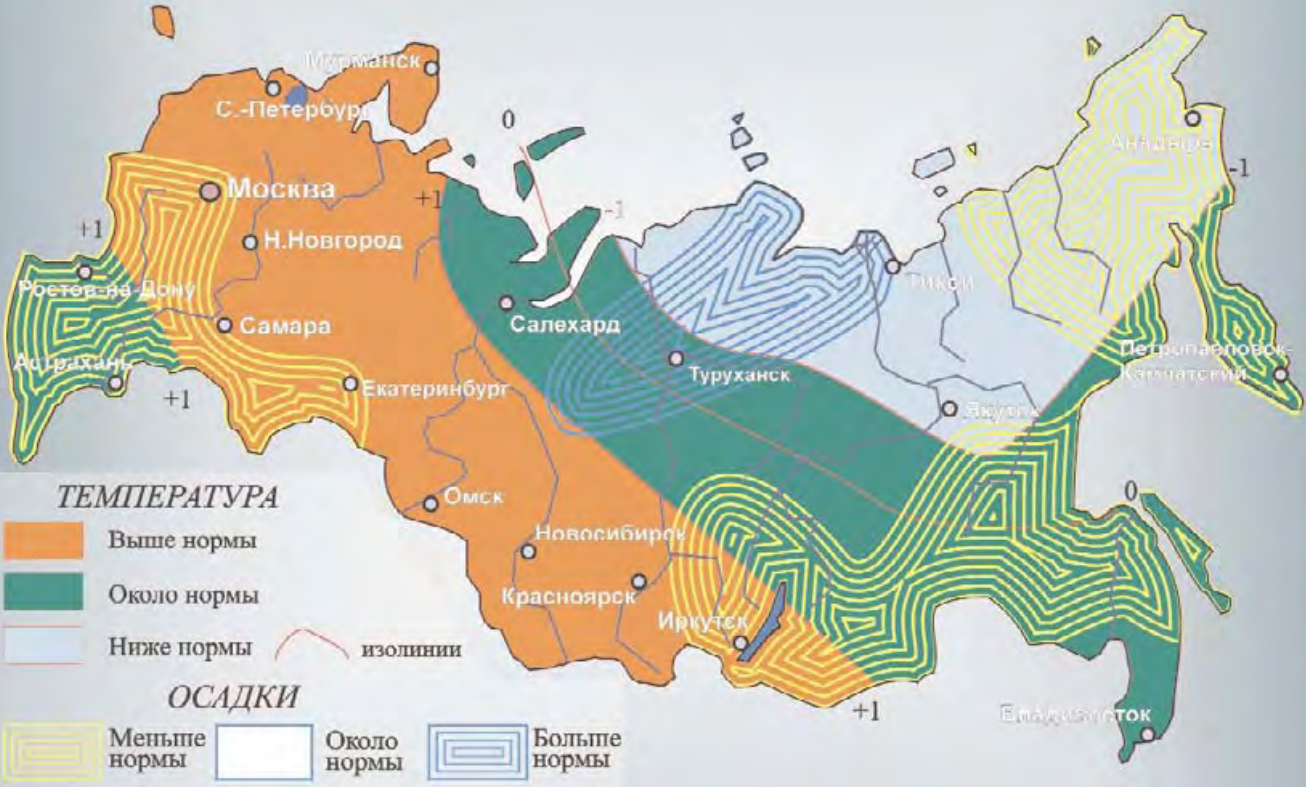 Мурманск
С.-Петербург
0
Анадырь
Москва
-1
+1
-1
+1
Н.Новгород
Тикси
Ростов-на-Дону
Салехард
Самара
Петропавловск-
Камчатский
Астрахань
Туруханск
Екатеринбург
+1
Якутск
ТЕМПЕРАТУРА
Омск
0
Выше нормы
Новосибирск
Около нормы
Красноярск
Иркутск
Ниже нормы
изолинии
ОСАДКИ
+1
Владивосток
Меньше
нормы
Около
нормы
Больше
нормы